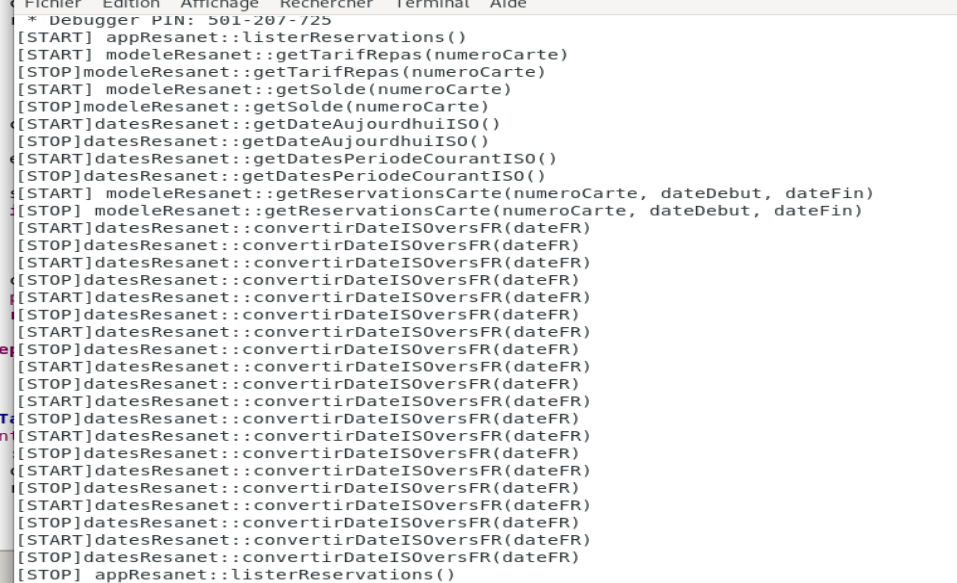 Fichier Edition Affichage Rechercher Terminal Aide
* Debugger PIN: 501-207-725
[START] appResanet::listerReservations()
[START] modeleResanet::getTarifRepas(numeroCarte)
[STOP]modeleResanet::getTarifRepas(numeroCarte)
[START] modeleResanet::getSolde(numeroCarte)
[STOP]modeleResanet::getSolde(numeroCarte)
[START]datesResanet::getDateAujourdhuiISO()
[STOP]datesResanet::getDateAujourdhuiISO()
[START]datesResanet::getDatesPeriodeCourantISO()
[STOP]datesResanet::getDatesPeriodeCourantISO()
[START] modeleResanet::getReservationsCarte(numeroCarte, dateDebut, dateFin)
[STOP] modeleResanet::getReservationsCarte(numeroCarte, dateDebut, dateFin)
[START]datesResanet::convertirDateISOversFR(dateFR)
[STOP]datesResanet::convertirDateISOversFR(dateFR)
[START]datesResanet::convertirDateISOversFR(dateFR)
[STOP]datesResanet::convertirDateISOversFR(dateFR)
[START]datesResanet::convertirDateISOversFR(dateFR)
[STOP]datesResanet::convertirDateISOversFR(dateFR)
[START]datesResanet::convertirDateISOversFR(dateFR)
[STOP]datesResanet::convertirDateISOversFR(dateFR)
[START]datesResanet::convertirDateISOversFR(dateFR)
[STOP]datesResanet::convertirDateISOversFR(dateFR)
[START]datesResanet::convertirDateISOversFR(dateFR)
[STOP]datesResanet::convertirDateISOversFR(dateFR)
[START]datesResanet::convertirDateISOversFR(dateFR)
[STOP]datesResanet::convertirDateISOversFR(dateFR)
[START]datesResanet::convertirDateISOversFR(dateFR)
[STOP]datesResanet::convertirDateISOversFR(dateFR)
[START]datesResanet::convertirDateISOversFR(dateFR)
[STOP]datesResanet::convertirDateISOversFR(dateFR)
[START]datesResanet::convertirDateISOversFR(dateFR)
[STOP]datesResanet::convertirDateISOversFR(dateFR)
[STOP] appResanet::listerReservations()